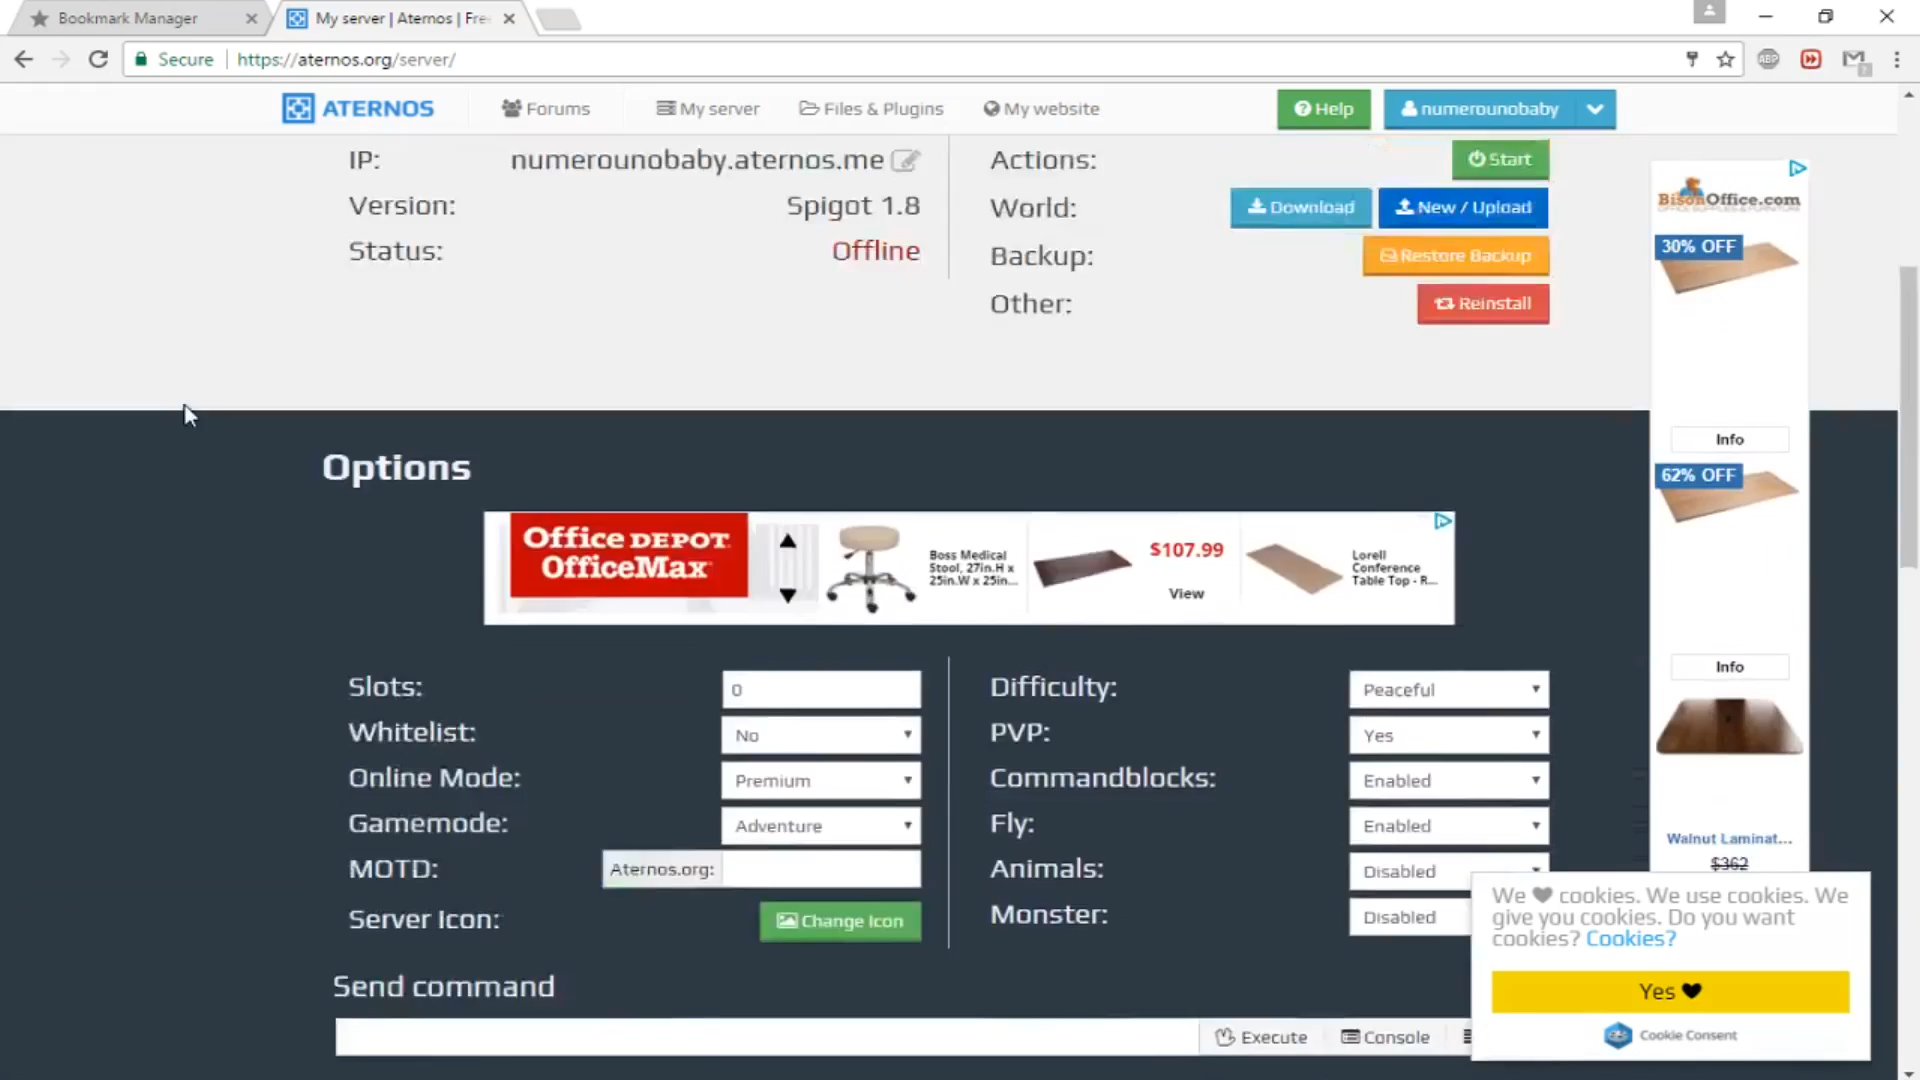 Bookmark Manager
My server | Aternos | Fre
Secure
https://aternos.org/server/
ABP
ATERNOS
Forums
My server
Files & Plugins
My website
Help
numerounobaby
IP:
numerounobaby.aternos.me
Version:
Spigot 1.8
Status:
Offline
Actions:
Start
World:
Download
New / Upload
Backup:
Restore Backup
Other:
Reinstall
BisonOffice.com
30% OFF
Info
62% OFF
Info
Walnut Laminat...
$362
Options
Office DEPOT
OfficeMax
Boss Medical
Stool, 27in.H x
25in.W x 25in...
$107.99
View
Lorell
Conference
Table Top - R...
Slots:
0
Whitelist:
No
Online Mode:
Premium
Gamemode:
Adventure
MOTD:
Aternos.org:
Server Icon:
Change Icon
Difficulty:
Peaceful
PVP:
Yes
Commandblocks:
Enabled
Fly:
Enabled
Animals:
Disabled
Monster:
Disabled
Send command
Execute
Console
We ♥ cookies. We use cookies. We
give you cookies. Do you want
cookies? Cookies?
Yes ♥
Cookie Consent